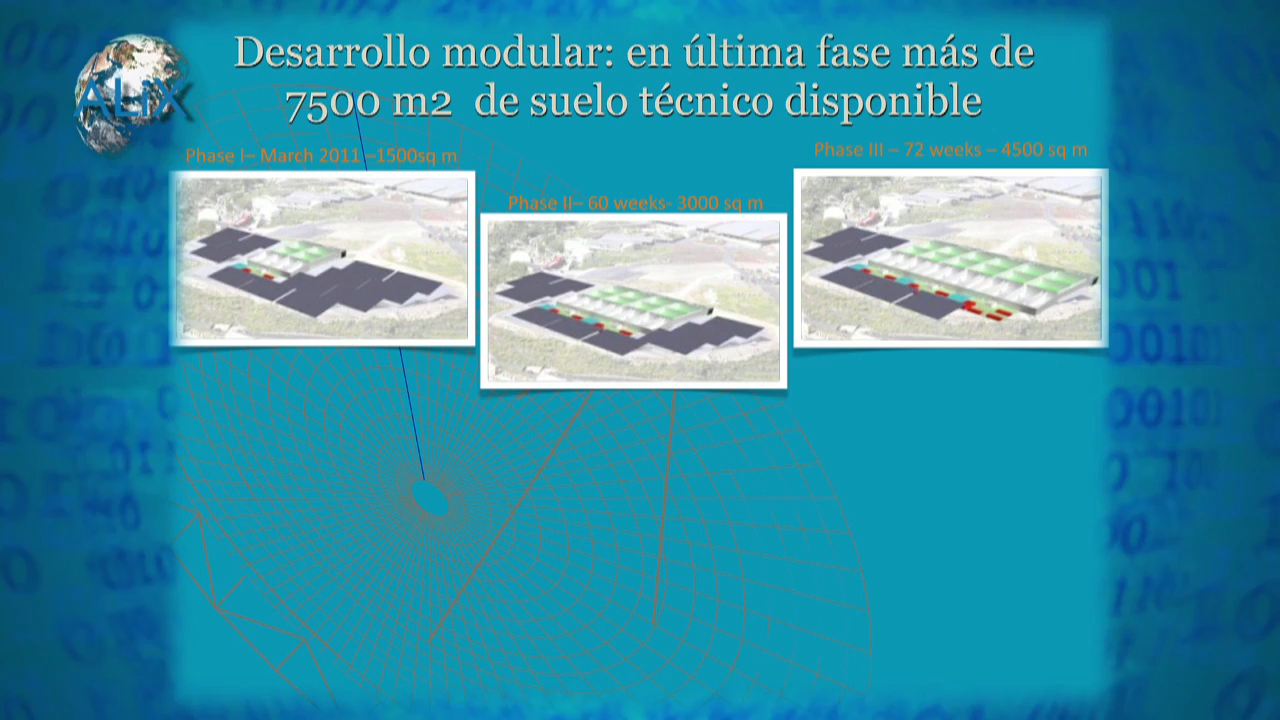 Desarrollo modular: en última fase más de
7500 m2 de suelo técnico disponible
ALiX
Phase I– March 2011 –1500sq m
Phase II– 60 weeks- 3000 sq m
Phase III – 72 weeks – 4500 sq m